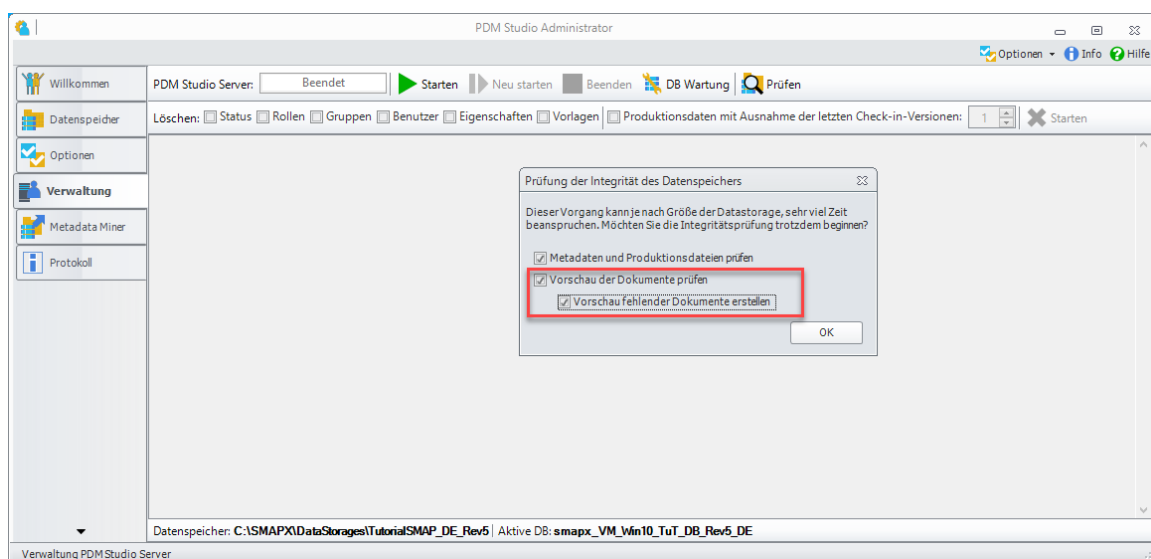 PDM Studio Administrator
Optionen Info Hilfe
Willkommen
Datenspeicher
Optionen
Verwaltung
Metadata Miner
Protokoll
PDM Studio Server: Beendet Starten Neu starten Beenden DB Wartung Prüfen
Löschen: Status Rollen Gruppen Benutzer Eigenschaften Vorlagen Produktionsdaten mit Ausnahme der letzten Check-in-Versionen: 1 Starten
Prüfung der Integrität des Datenspeichers
Dieser Vorgang kann je nach Größe der Datastorage, sehr viel Zeit
beanspruchen. Möchten Sie die Integritätsprüfung trotzdem beginnen?
Metadaten und Produktionsdateien prüfen
Vorschau der Dokumente prüfen
Vorschau fehlender Dokumente erstellen
OK
Datenspeicher: C:\SMAPX\DataStorages\TutorialSMAP_DE_Rev5 Aktive DB: smapx_VM_Win10_TuT_DB_Rev5_DE
Verwaltung PDM Studio Server